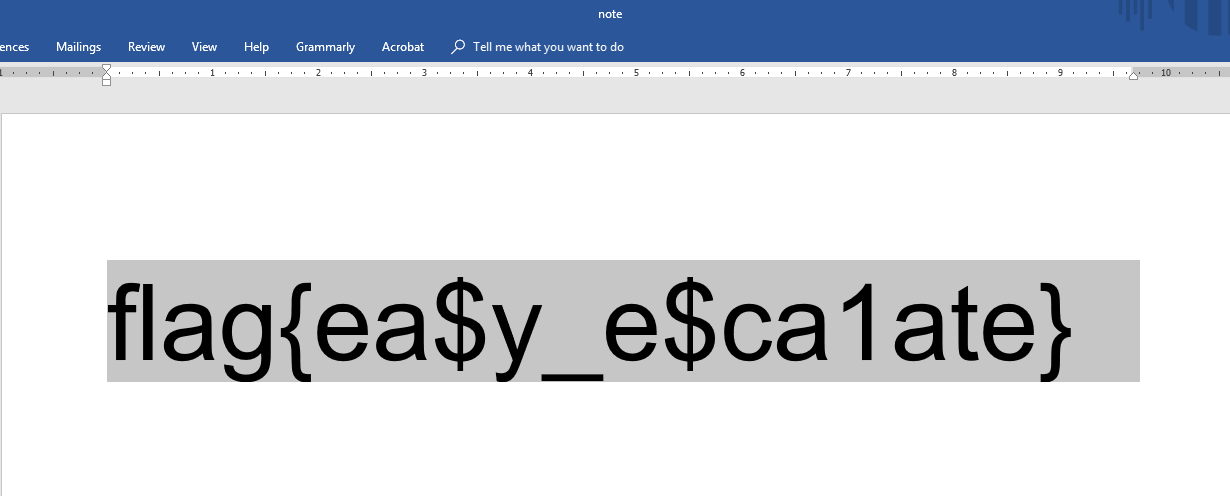 note
ences Mailings Review View Help Grammarly Acrobat Tell me what you want to do
1 1 2 3 4 5 6 7 8 9 10
flag{ea$y_e$ca1ate}